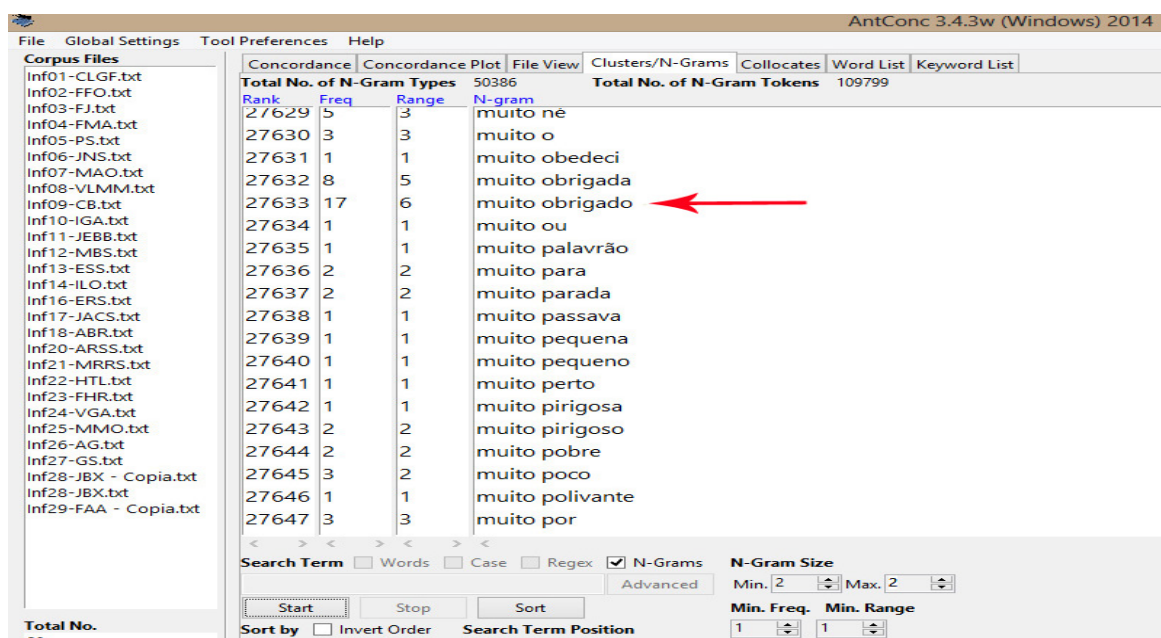 AntConc 3.4.3w (Windows) 2014
File Global Settings Tool Preferences Help
Corpus Files
Inf01-CLGF.txt
Inf02-FFO.txt
Inf03-FJ.txt
Inf04-FMA.txt
Inf05-PS.txt
Inf06-JNS.txt
Inf07-MAO.txt
Inf08-VLMM.txt
Inf09-CB.txt
Inf10-IGA.txt
Inf11-JEBB.txt
Inf12-MBS.txt
Inf13-ESS.txt
Inf14-ILO.txt
Inf16-ERS.txt
Inf17-JACS.txt
Inf18-ABR.txt
Inf20-ARSS.txt
Inf21-MRRS.txt
Inf22-HTL.txt
Inf23-FHR.txt
Inf24-VGA.txt
Inf25-MMO.txt
Inf26-AG.txt
Inf27-GS.txt
Inf28-JBX - Copia.txt
Inf28-JBX.txt
Inf29-FAA - Copia.txt
Total No.
Concordance Concordance Plot File View Clusters/N-Grams Collocates Word List Keyword List
Total No. of N-Gram Types 50386 Total No. of N-Gram Tokens 109799
Rank Freq Range N-gram
27629 5 3 muito né
27630 3 3 muito o
27631 1 1 muito obedeci
27632 8 5 muito obrigada
27633 17 6 muito obrigado
27634 1 1 muito ou
27635 1 1 muito palavrão
27636 2 2 muito para
27637 2 2 muito parada
27638 1 1 muito passava
27639 1 1 muito pequena
27640 1 1 muito pequeno
27641 1 1 muito perto
27642 1 1 muito pirigosa
27643 2 2 muito pirigoso
27644 2 2 muito pobre
27645 3 2 muito poco
27646 1 1 muito polivante
27647 3 3 muito por
Search Term Words Case Regex N-Grams N-Gram Size
Advanced Min. 2 Max. 2
Start Stop Sort Min. Freq. Min. Range
Sort by Invert Order Search Term Position 1 1